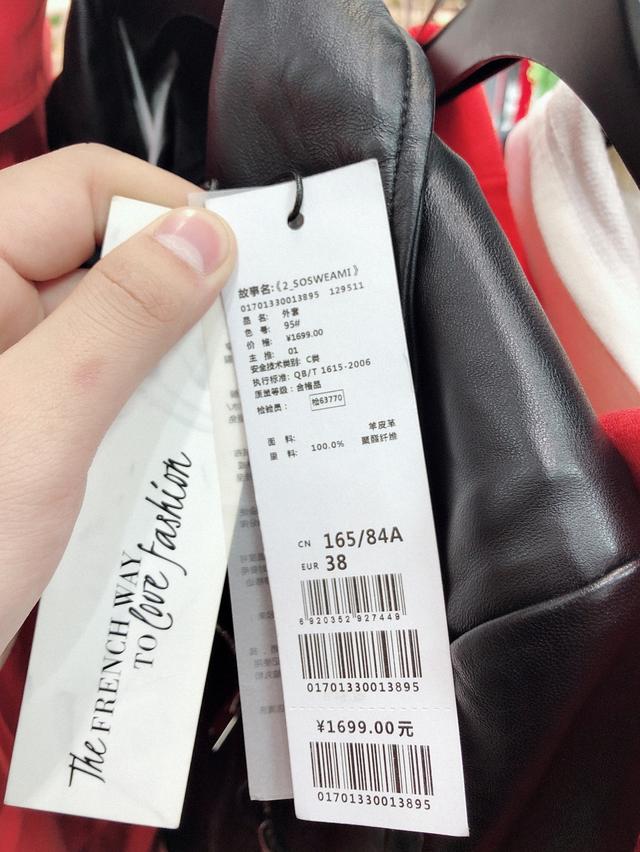 The FRENCH WAY
TO love fashion
故事名:《2_SOSWEAMI》
01701330013895 129511
品 名: 外套
色 号: 95#
价 格: ¥1699.00
主 推: 01
安全技术类别: C类
执行标准: QB/T 1615-2006
质量等级: 合格品
检验员: 检63770
面 料: 羊皮革
里 料: 100.0% 聚酯纤维
CN 165/84A
EUR 38
6 920352 927449
01701330013895
¥1699.00元
01701330013895